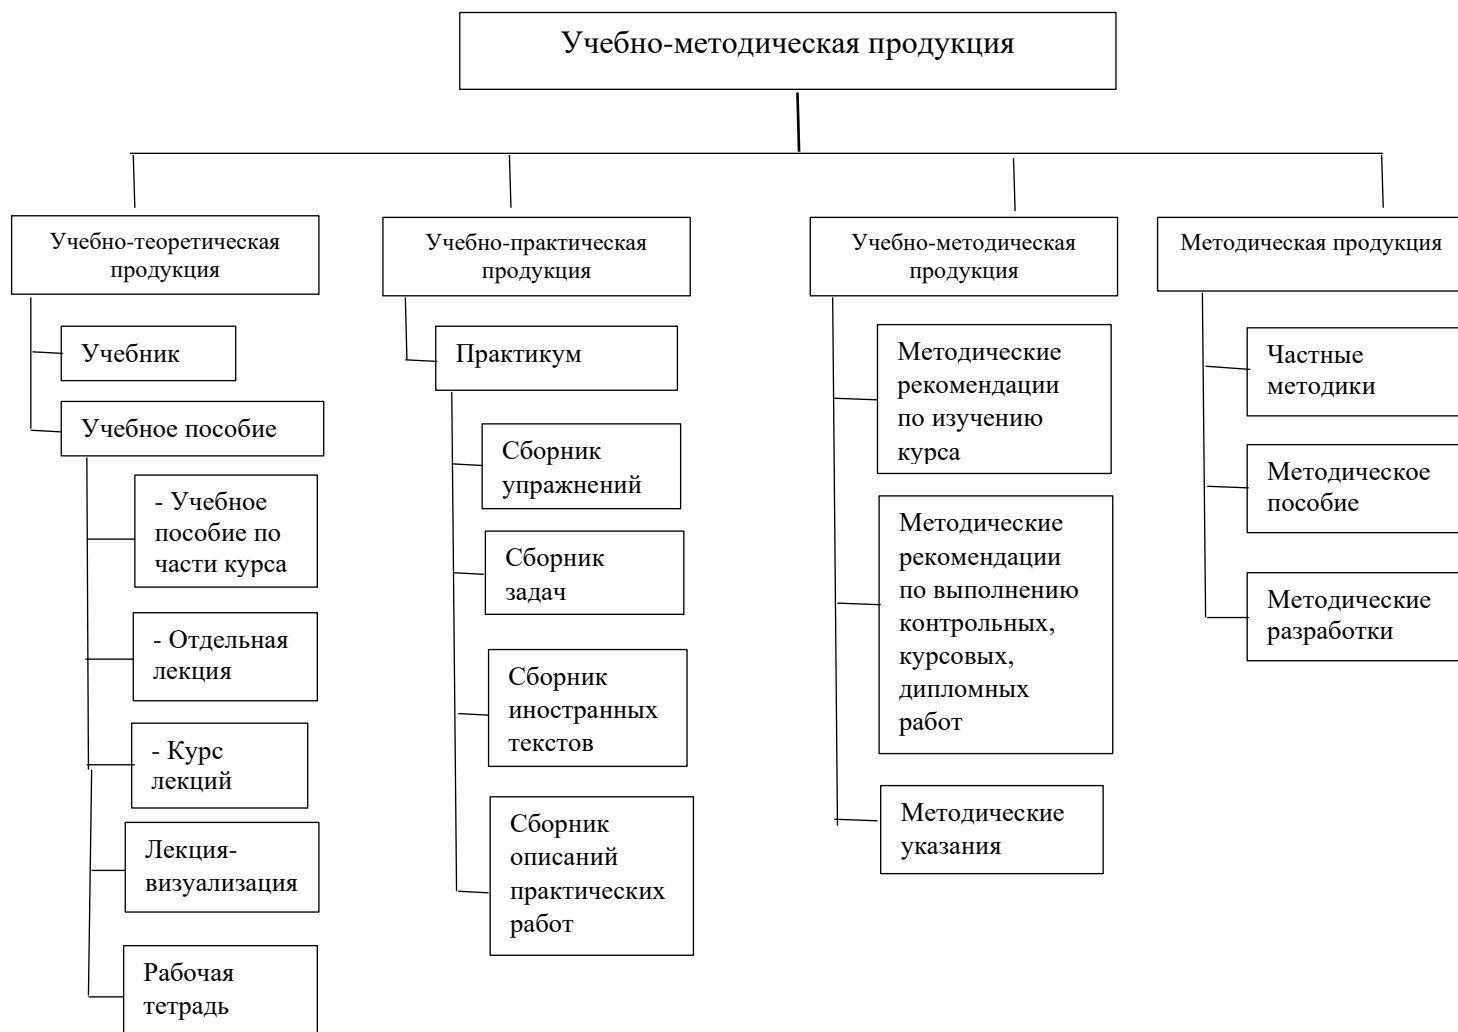 Учебно-методическая продукция
Учебно-теоретическая
продукция
Учебник
Учебное пособие
- Учебное
пособие по
части курса
- Отдельная
лекция
- Курс
лекций
Лекция-
визуализация
Рабочая
тетрадь
Учебно-практическая
продукция
Практикум
Сборник
упражнений
Сборник
задач
Сборник
иностранных
текстов
Сборник
описаний
практических
работ
Учебно-методическая
продукция
Методические
рекомендации
по изучению
курса
Методические
рекомендации
по выполнению
контрольных,
курсовых,
дипломных
работ
Методические
указания
Методическая продукция
Частные
методики
Методическое
пособие
Методические
разработки